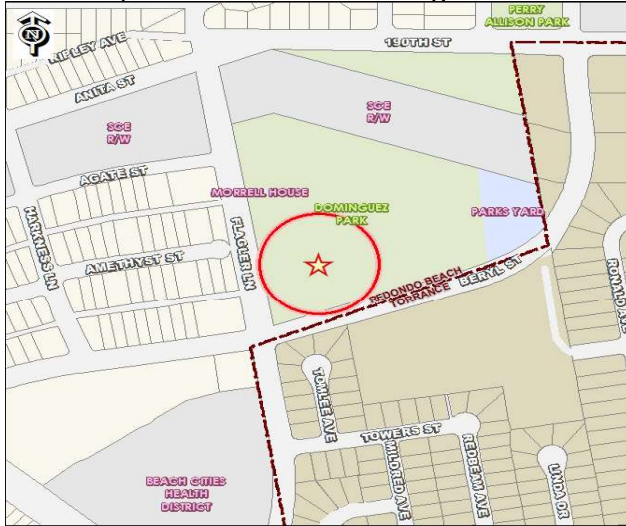 PERRY
ALLISON PARK
N
RIPLEY AVE
190TH ST
ANITA ST
SCE
R/W
SCE
R/W
AGATE ST
MORRELL HOUSE
DOMINGUEZ
PARK
PARKS YARD
HARKNESS LN
FLAGLER LN
AMETHYST ST
REDONDO BEACH
TORRANCE
BERYL ST
RONALD AVE
TOMLEE AVE
TOWERS ST
MILDRED AVE
REDBEAM AVE
LINDA DR
BEACH CITIES
HEALTH
DISTRICT